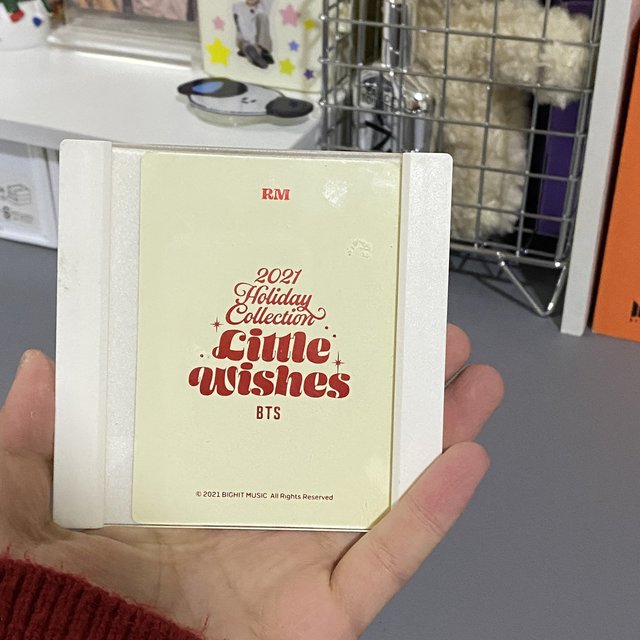 RM
2021
Holiday
Collection
Little
Wishes
BTS
© 2021 BIGHIT MUSIC All Rights Reserved